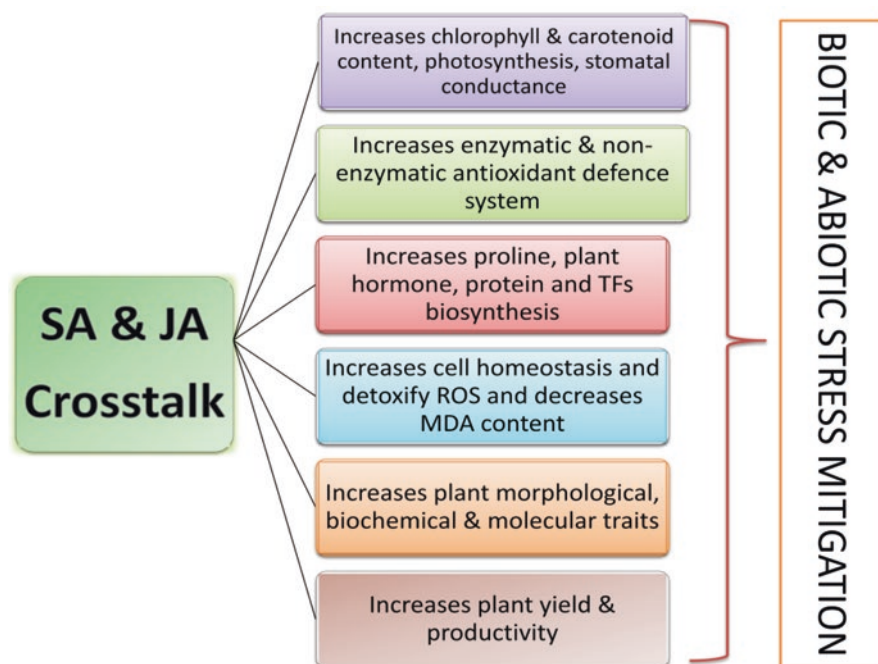 SA & JA
Crosstalk
Increases chlorophyll & carotenoid
content, photosynthesis, stomatal
conductance
Increases enzymatic & non-
enzymatic antioxidant defence
system
Increases proline, plant
hormone, protein and TFs
biosynthesis
Increases cell homeostasis and
detoxify ROS and decreases
MDA content
Increases plant morphological,
biochemical & molecular traits
Increases plant yield &
productivity
BIOTIC & ABIOTIC STRESS MITIGATION